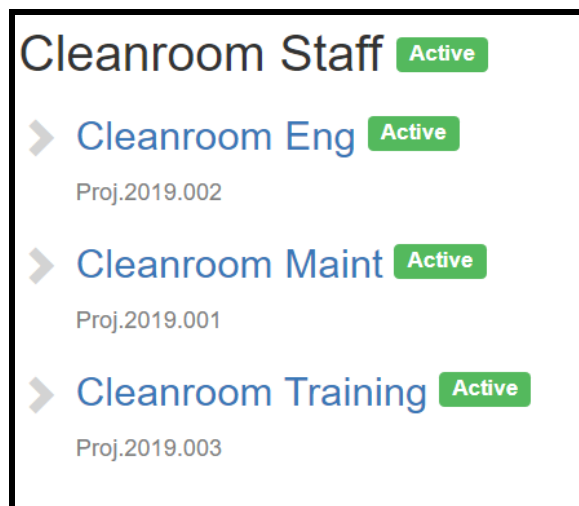 Cleanroom Staff Active
Cleanroom Eng Active
Proj.2019.002
Cleanroom Maint Active
Proj.2019.001
Cleanroom Training Active
Proj.2019.003